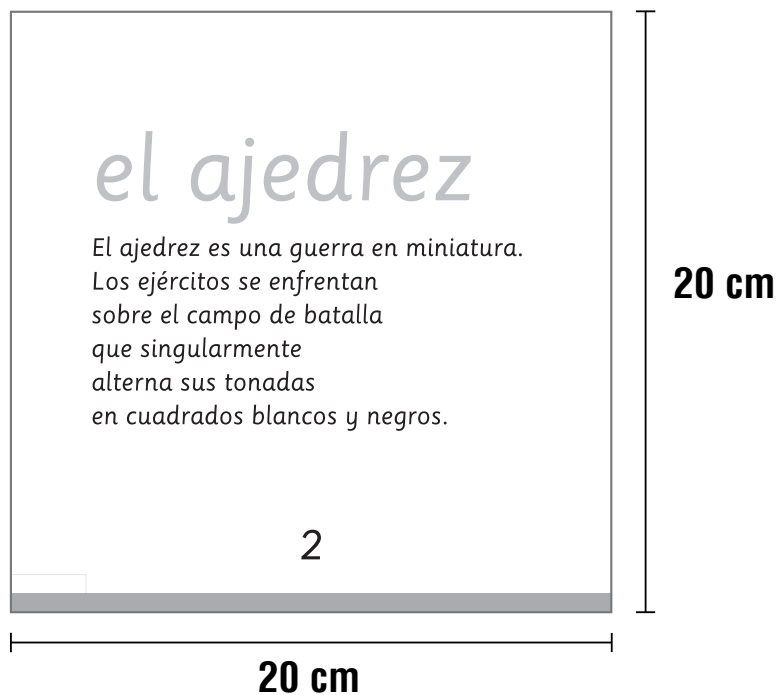 el ajedrez
El ajedrez es una guerra en miniatura.
Los ejércitos se enfrentan
sobre el campo de batalla
que singularmente
alterna sus tonadas
en cuadrados blancos y negros.
20 cm
2
20 cm